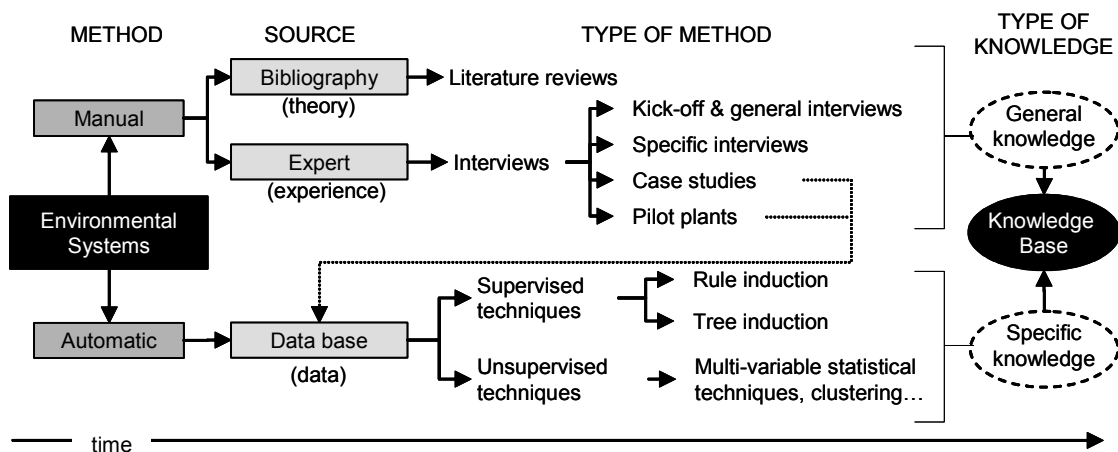 METHOD
SOURCE
TYPE OF METHOD
TYPE OF
KNOWLEDGE
Bibliography
(theory)
Literature reviews
Manual
Kick-off & general interviews
General
knowledge
Expert
(experience)
Interviews
Specific interviews
Case studies
Pilot plants
Environmental
Systems
Knowledge
Base
Supervised
techniques
Rule induction
Tree induction
Automatic
Data base
(data)
Specific
knowledge
Unsupervised
techniques
Multi-variable statistical
techniques, clustering…
time